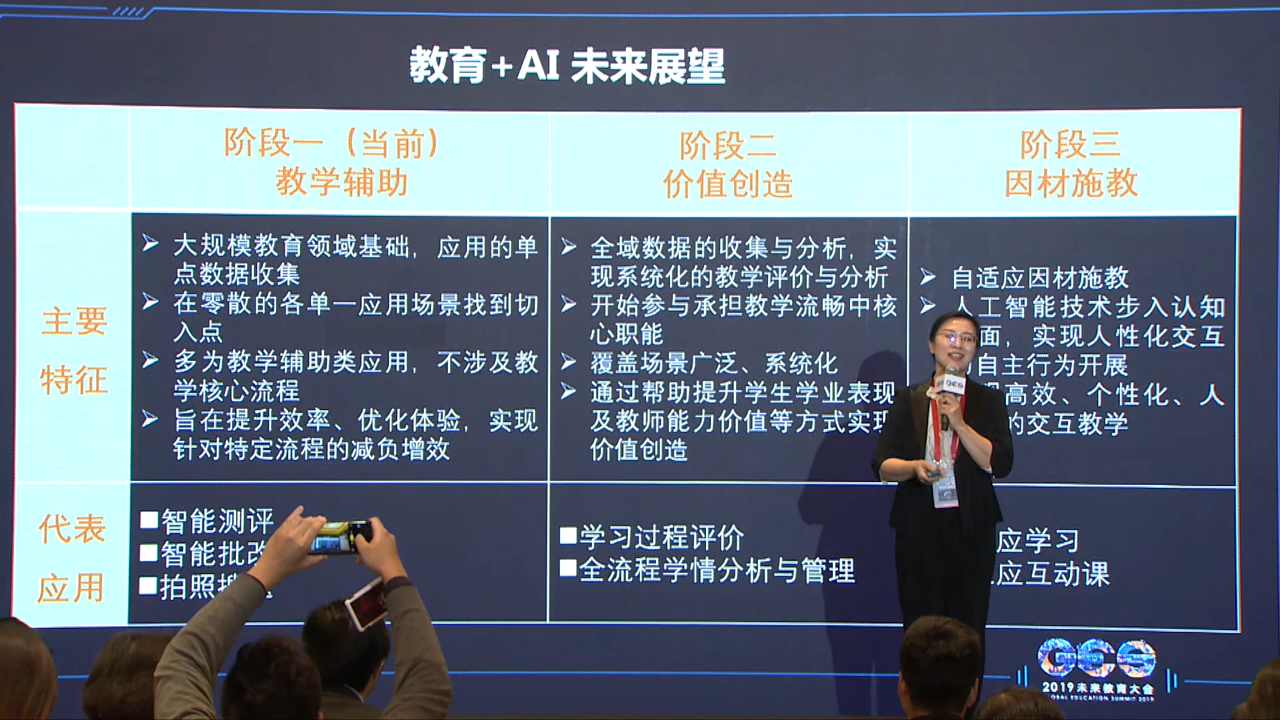 教育+AI 未来展望
阶段一（当前）
教学辅助
阶段二
价值创造
阶段三
因材施教
主要
特征
➢ 大规模教育领域基础，应用的单
点数据收集
➢ 在零散的各单一应用场景找到切
入点
➢ 多为教学辅助类应用，不涉及教
学核心流程
➢ 旨在提升效率、优化体验，实现
针对特定流程的减负增效
➢ 全域数据的收集与分析，实
现系统化的教学评价与分析
➢ 开始参与承担教学流畅中核
心职能
➢ 覆盖场景广泛、系统化
➢ 通过帮助提升学生学业表现
及教师能力价值等方式实现
价值创造
➢ 自适应因材施教
➢ 人工智能技术步入认知
面，实现人性化交互
自主行为开展
高效、个性化、人
的交互教学
代表
应用
■智能测评
■智能批改
■拍照
■学习过程评价
■全流程学情分析与管理
应学习
应互动课
GES
GES
2019未来教育大会
GLOBAL EDUCATION SUMMIT 2019